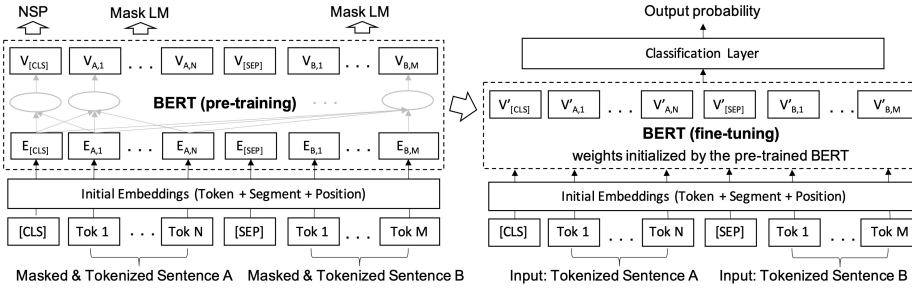 NSP Mask LM Mask LM
V[CLS] VA,1 . . . VA,N V[SEP] VB,1 . . . VB,M
BERT (pre-training) . . .
E[CLS] EA,1 . . . EA,N E[SEP] EB,1 . . . EB,M
Initial Embeddings (Token + Segment + Position)
[CLS] Tok 1 . . . Tok N [SEP] Tok 1 . . . Tok M
Masked & Tokenized Sentence A Masked & Tokenized Sentence B
Output probability
Classification Layer
V'[CLS] V'A,1 . . . V'A,N V'[SEP] V'B,1 . . . V'B,M
BERT (fine-tuning)
weights initialized by the pre-trained BERT
Initial Embeddings (Token + Segment + Position)
[CLS] Tok 1 . . . Tok N [SEP] Tok 1 . . . Tok M
Input: Tokenized Sentence A Input: Tokenized Sentence B